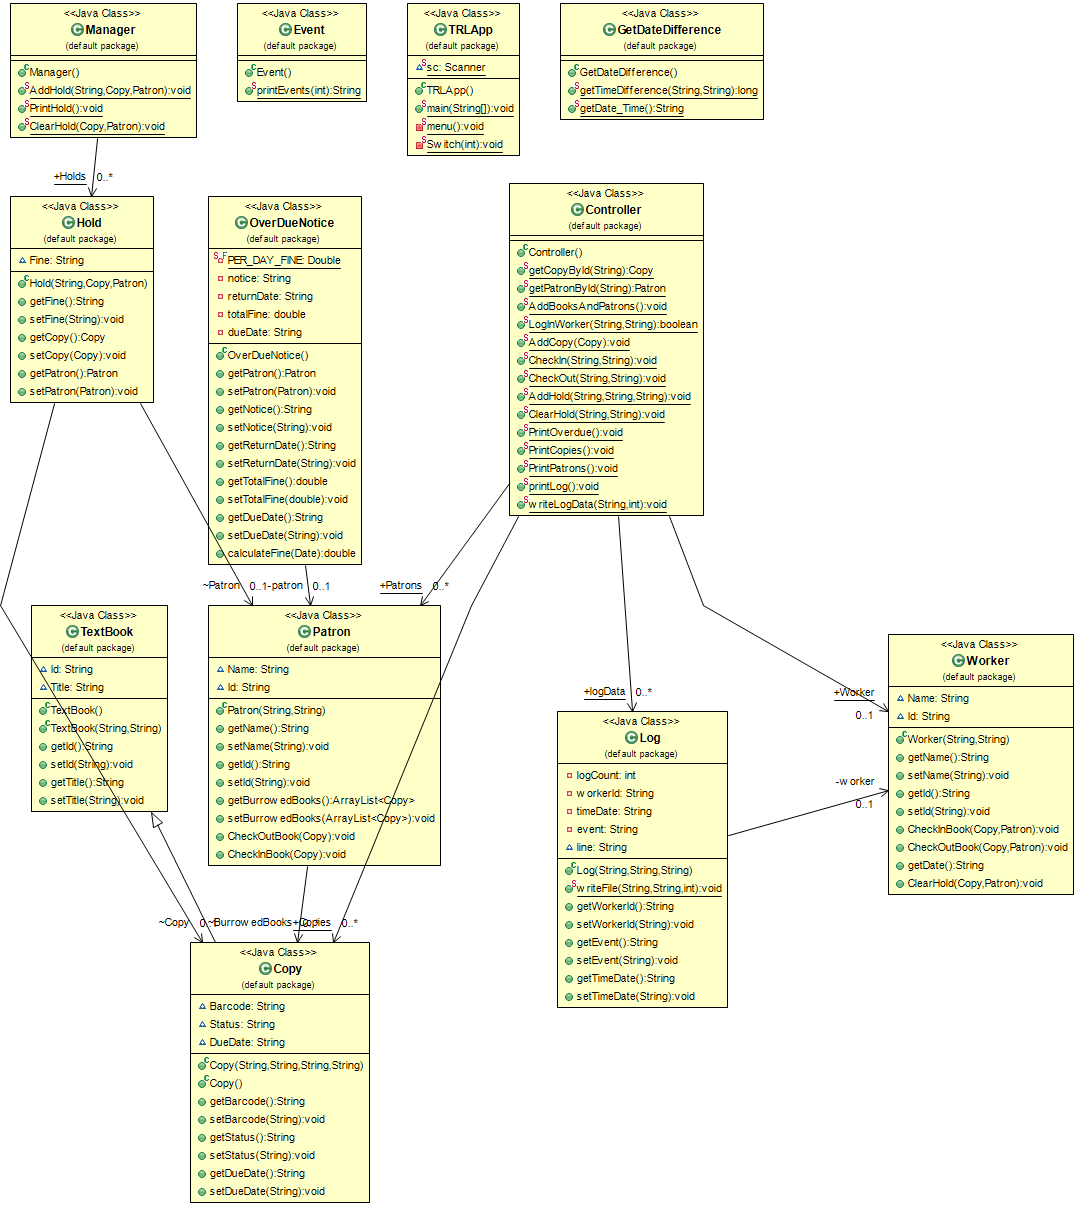 <<Java Class>>
Manager
(default package)
Manager()
AddHold(String,Copy,Patron):void
PrintHold():void
ClearHold(Copy,Patron):void
<<Java Class>>
Event
(default package)
Event()
printEvents(int):String
<<Java Class>>
TRLApp
(default package)
sc: Scanner
TRLApp()
main(String[]):void
menu():void
Switch(int):void
<<Java Class>>
GetDateDifference
(default package)
GetDateDifference()
getTimeDifference(String,String):long
getDate_Time():String
+Holds 0..*
<<Java Class>>
Hold
(default package)
Fine: String
Hold(String,Copy,Patron)
getFine():String
setFine(String):void
getCopy():Copy
setCopy(Copy):void
getPatron():Patron
setPatron(Patron):void
<<Java Class>>
OverDueNotice
(default package)
PER_DAY_FINE: Double
notice: String
returnDate: String
totalFine: double
dueDate: String
OverDueNotice()
getPatron():Patron
setPatron(Patron):void
getNotice():String
setNotice(String):void
getReturnDate():String
setReturnDate(String):void
getTotalFine():double
setTotalFine(double):void
getDueDate():String
setDueDate(String):void
calculateFine(Date):double
<<Java Class>>
Controller
(default package)
Controller()
getCopyById(String):Copy
getPatronById(String):Patron
AddBooksAndPatrons():void
LogInWorker(String,String):boolean
AddCopy(Copy):void
CheckIn(String,String):void
CheckOut(String,String):void
AddHold(String,String,String):void
ClearHold(String,String):void
PrintOverdue():void
PrintCopies():void
PrintPatrons():void
printLog():void
writeLogData(String,int):void
~Patron 0..1
-patron 0..1
+Patrons 0..*
<<Java Class>>
TextBook
(default package)
Id: String
Title: String
TextBook()
TextBook(String,String)
getId():String
setId(String):void
getTitle():String
setTitle(String):void
<<Java Class>>
Patron
(default package)
Name: String
Id: String
Patron(String,String)
getName():String
setName(String):void
getId():String
setId(String):void
getBurrowedBooks():ArrayList<Copy>
setBurrowedBooks(ArrayList<Copy>):void
CheckOutBook(Copy):void
CheckInBook(Copy):void
+logData 0..*
<<Java Class>>
Log
(default package)
logCount: int
workerId: String
timeDate: String
event: String
line: String
Log(String,String,String)
writeFile(String,String,int):void
getWorkerId():String
setWorkerId(String):void
getEvent():String
setEvent(String):void
getTimeDate():String
setTimeDate(String):void
+Worker
0..1
-worker
0..1
<<Java Class>>
Worker
(default package)
Name: String
Id: String
Worker(String,String)
getName():String
setName(String):void
getId():String
setId(String):void
CheckInBook(Copy,Patron):void
CheckOutBook(Copy,Patron):void
getDate():String
ClearHold(Copy,Patron):void
~Copy 0..1
~BurrowedBooks 0..*
+Copies 0..*
<<Java Class>>
Copy
(default package)
Barcode: String
Status: String
DueDate: String
Copy(String,String,String,String)
Copy()
getBarcode():String
setBarcode(String):void
getStatus():String
setStatus(String):void
getDueDate():String
setDueDate(String):void